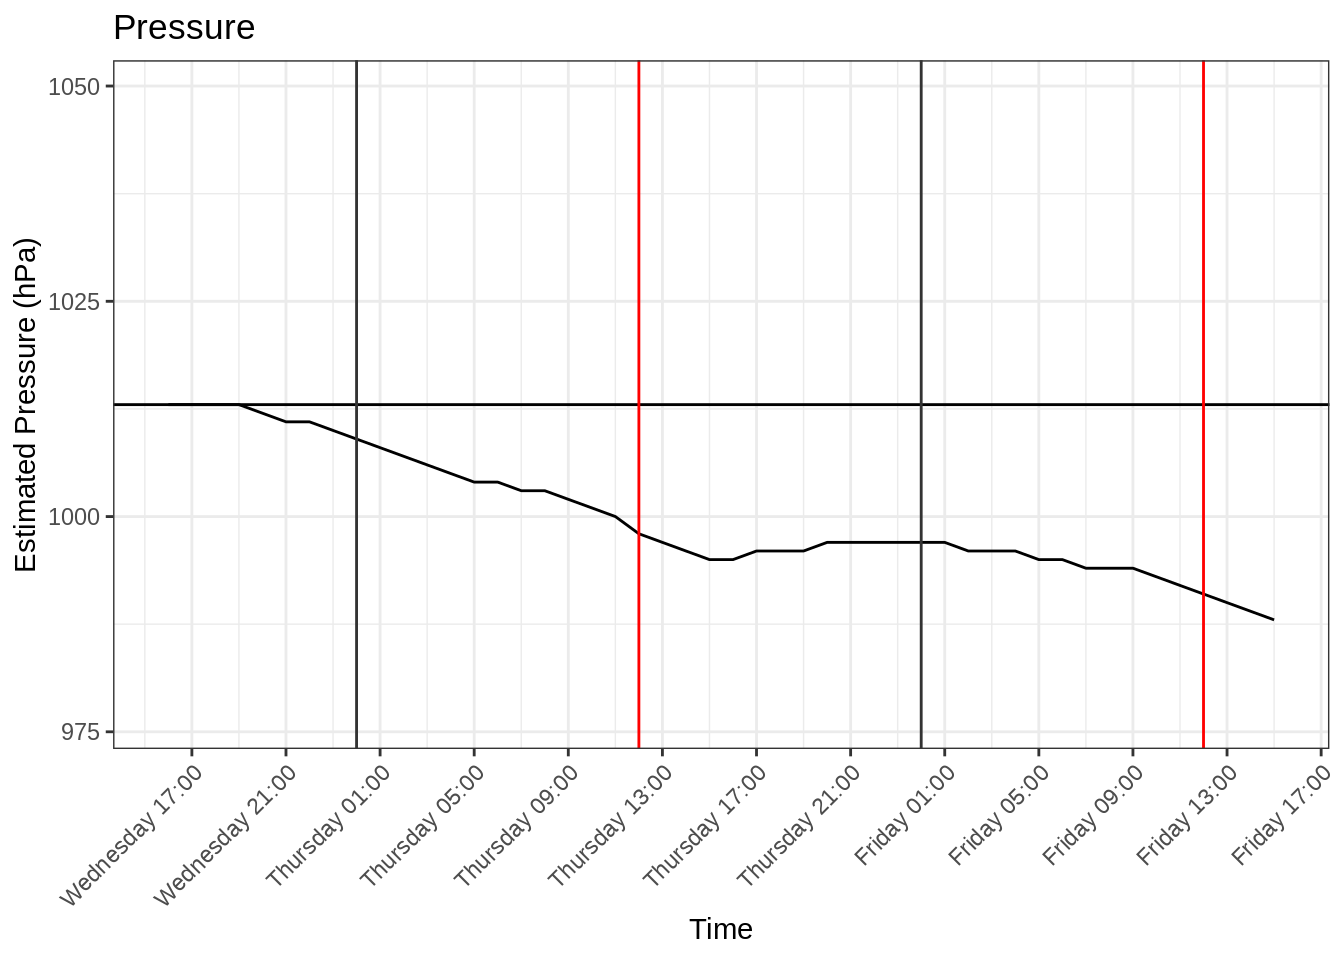 Pressure
Estimated Pressure (hPa)
1050
1025
1000
975
Wednesday 17:00
Wednesday 21:00
Thursday 01:00
Thursday 05:00
Thursday 09:00
Thursday 13:00
Thursday 17:00
Thursday 21:00
Friday 01:00
Friday 05:00
Friday 09:00
Friday 13:00
Friday 17:00
Time